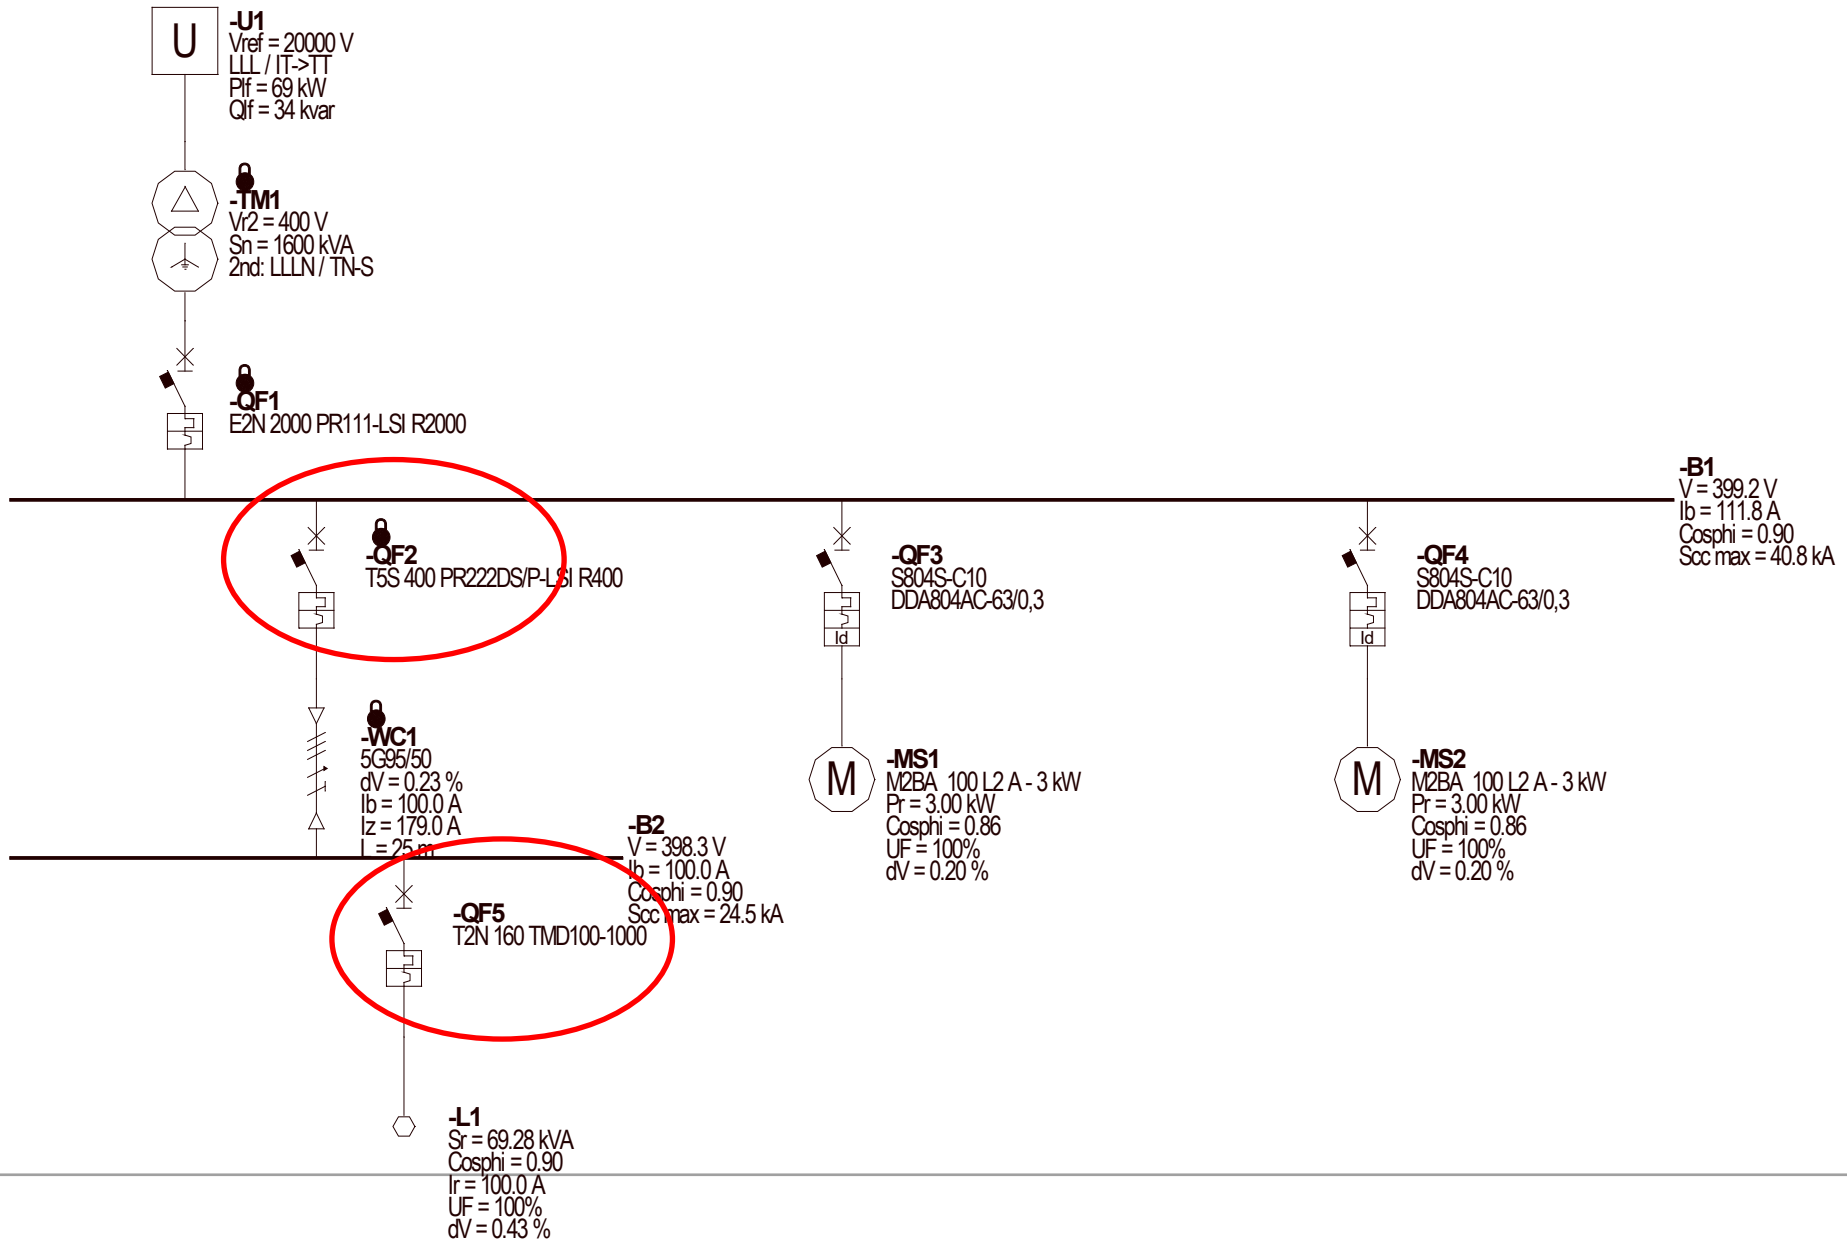 U
-U1
Vref = 20000 V
LLL / IT->TT
Plf = 69 kW
Qlf = 34 kvar
-TM1
Vr2 = 400 V
Sn = 1600 kVA
2nd: LLLN / TN-S
-QF1
E2N 2000 PR111-LSI R2000
-B1
V = 399.2 V
Ib = 111.8 A
Cosphi = 0.90
Scc max = 40.8 kA
-QF2
T5S 400 PR222DS/P-LSI R400
-QF3
S804S-C10
DDA804AC-63/0,3
Id
-QF4
S804S-C10
DDA804AC-63/0,3
Id
-WC1
5G95/50
dV = 0.23 %
Ib = 100.0 A
Iz = 179.0 A
L = 25 m
M
-MS1
M2BA 100 L2 A - 3 kW
Pr = 3.00 kW
Cosphi = 0.86
UF = 100%
dV = 0.20 %
M
-MS2
M2BA 100 L2 A - 3 kW
Pr = 3.00 kW
Cosphi = 0.86
UF = 100%
dV = 0.20 %
-B2
V = 398.3 V
Ib = 100.0 A
Cosphi = 0.90
Scc max = 24.5 kA
-QF5
T2N 160 TMD100-1000
-L1
Sr = 69.28 kVA
Cosphi = 0.90
Ir = 100.0 A
UF = 100%
dV = 0.43 %